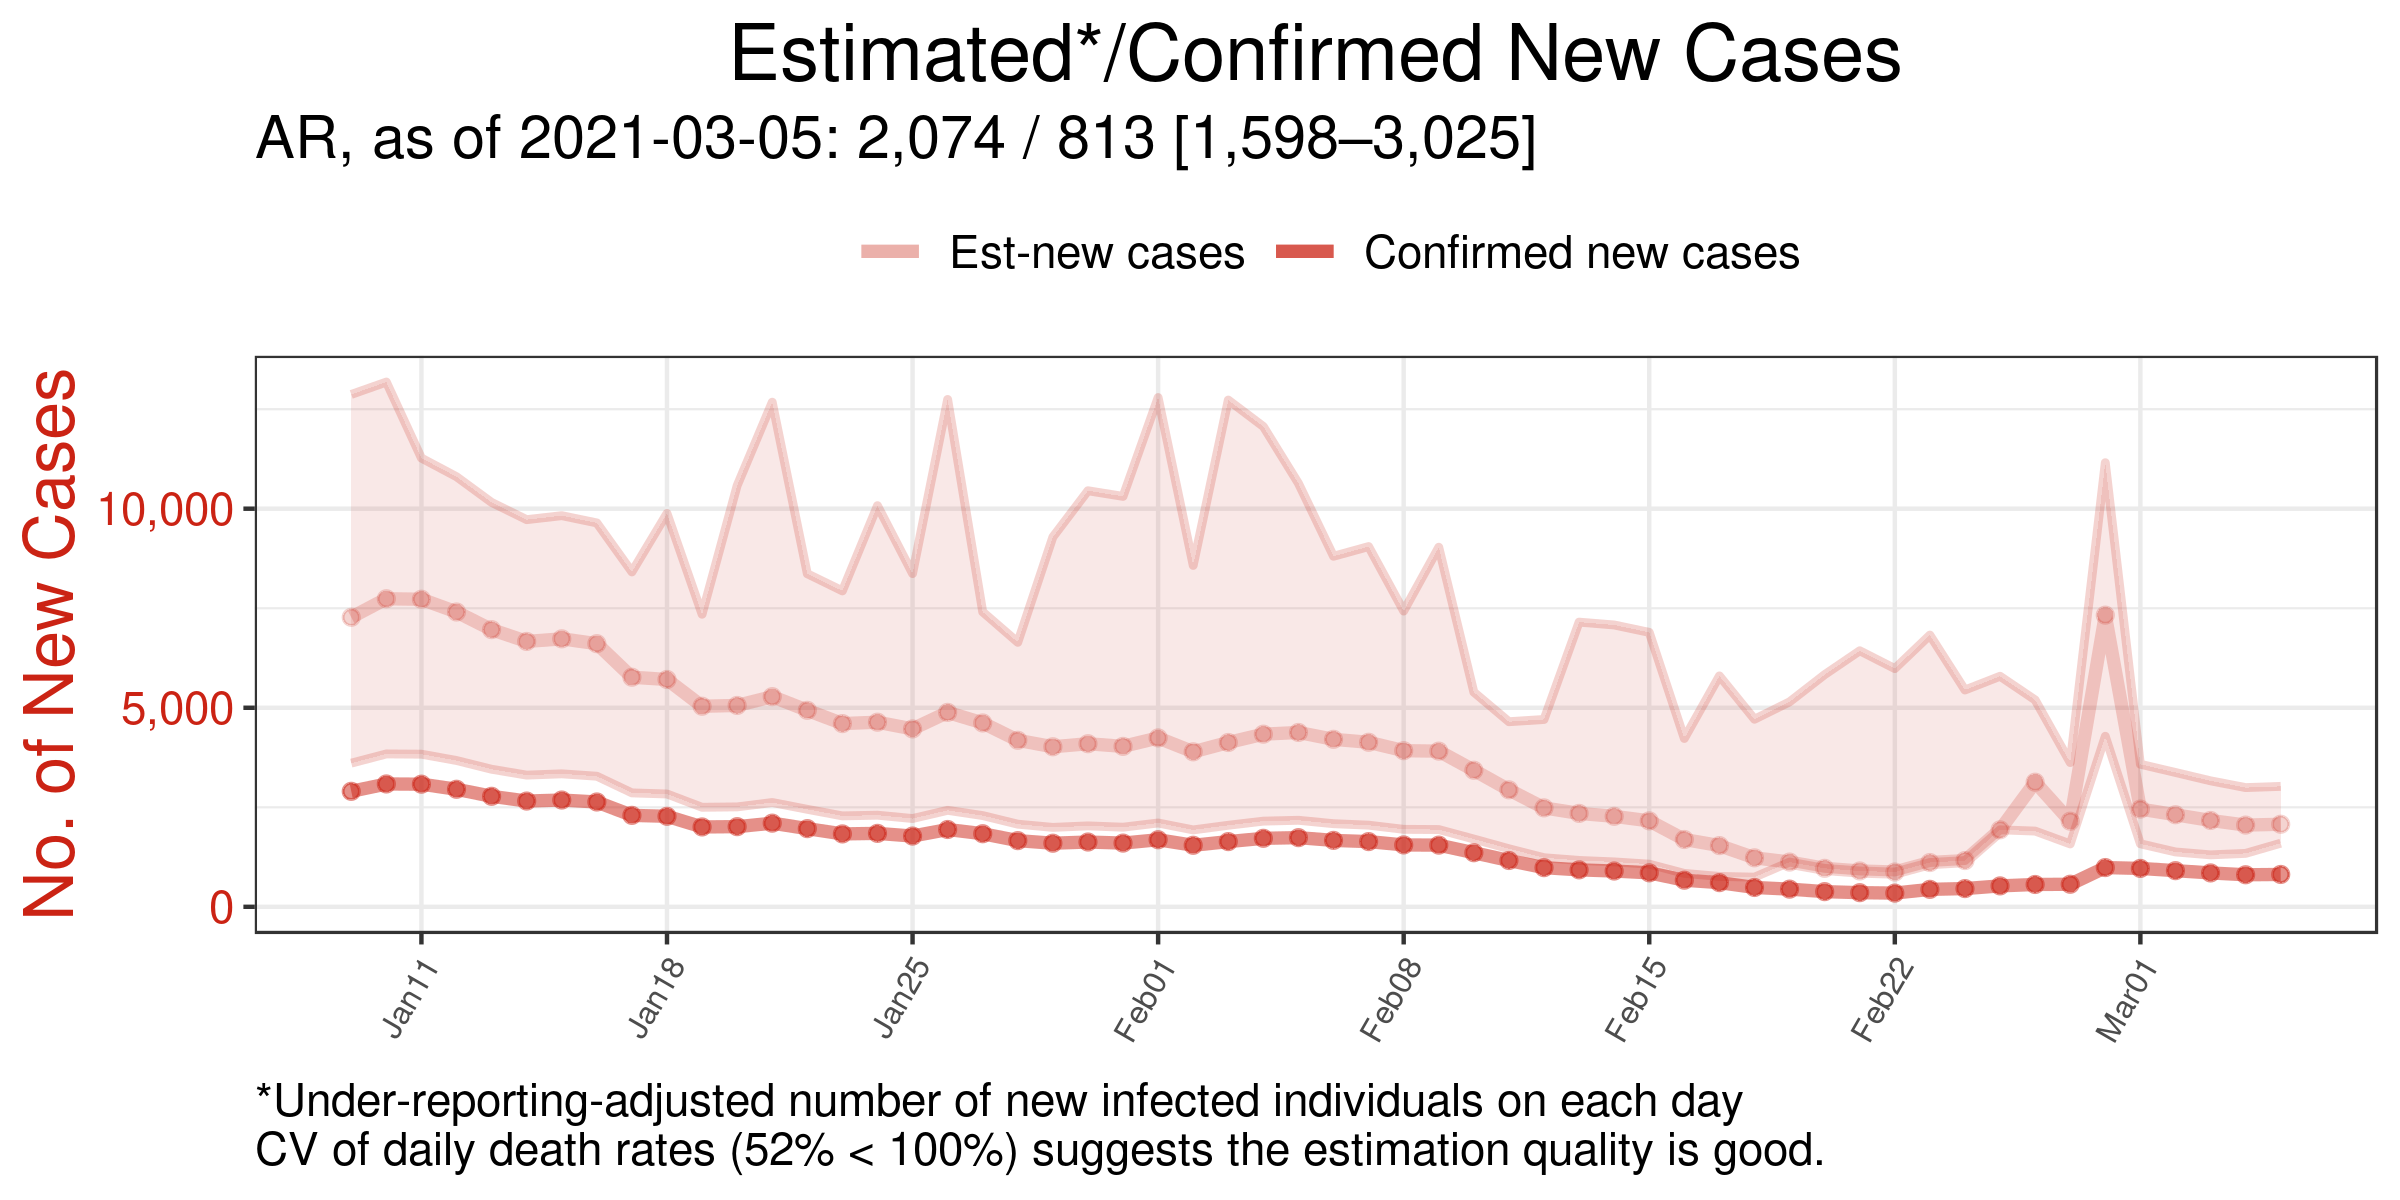 Estimated*/Confirmed New Cases
AR, as of 2021-03-05: 2,074 / 813 [1,598–3,025]
Est-new cases
Confirmed new cases
No. of New Cases
10,000
5,000
0
Jan11
Jan18
Jan25
Feb01
Feb08
Feb15
Feb22
Mar01
*Under-reporting-adjusted number of new infected individuals on each day
CV of daily death rates (52% < 100%) suggests the estimation quality is good.